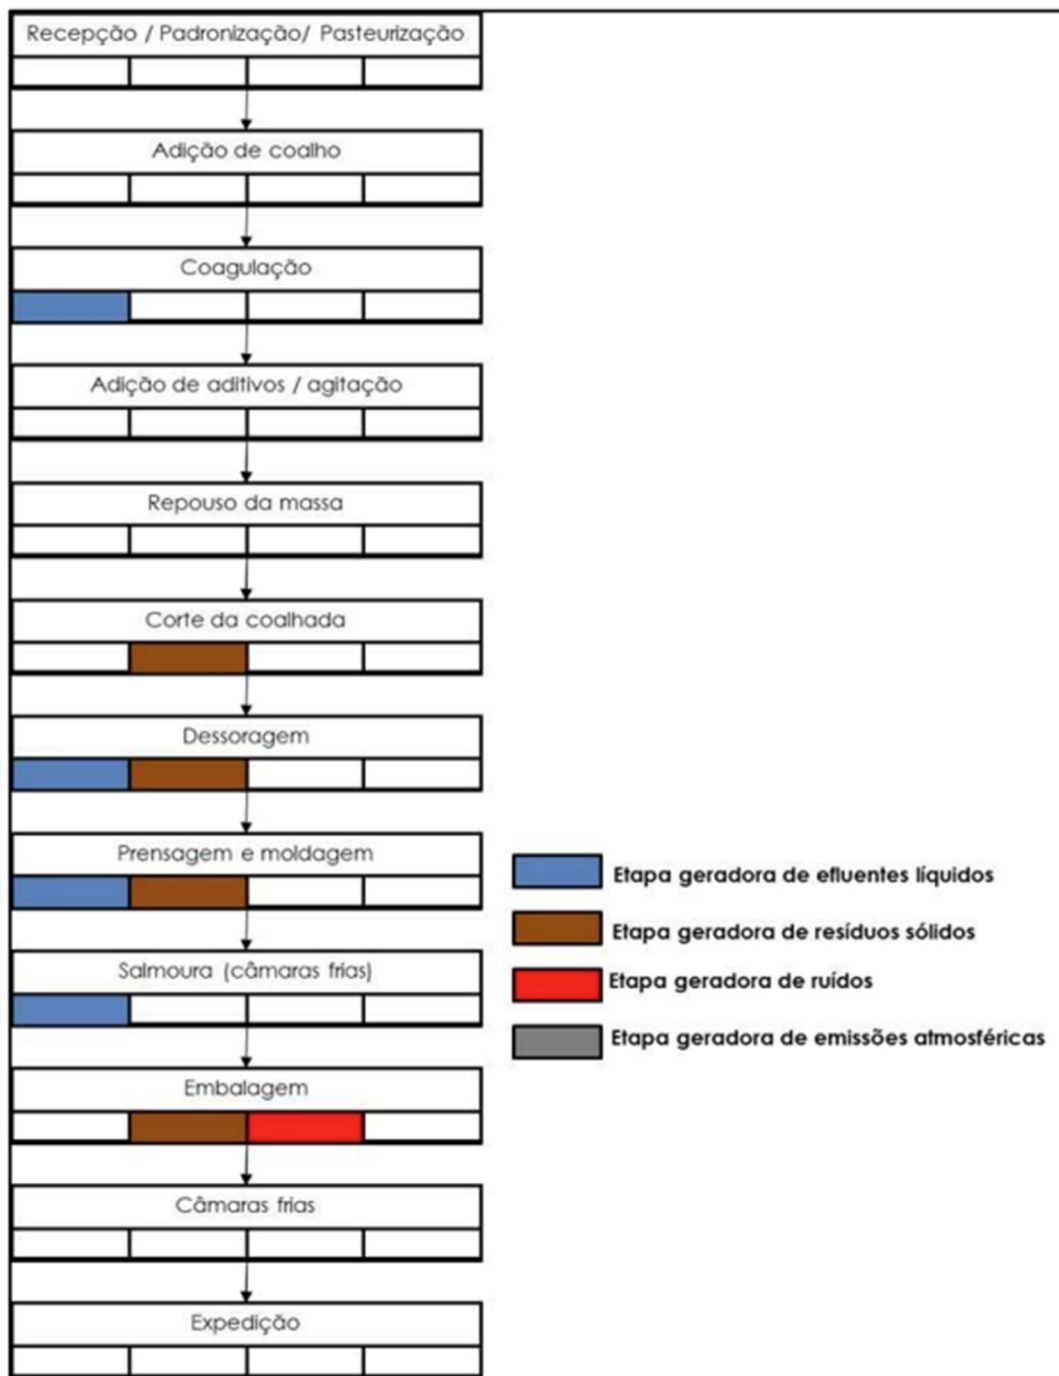 Recepção / Padronização/ Pasteurização
Adição de coalho
Coagulação
Adição de aditivos / agitação
Repouso da massa
Corte da coalhada
Dessoragem
Prensagem e moldagem
Salmoura (câmaras frias)
Embalagem
Câmaras frias
Expedição
Etapa geradora de efluentes líquidos
Etapa geradora de resíduos sólidos
Etapa geradora de ruídos
Etapa geradora de emissões atmosféricas